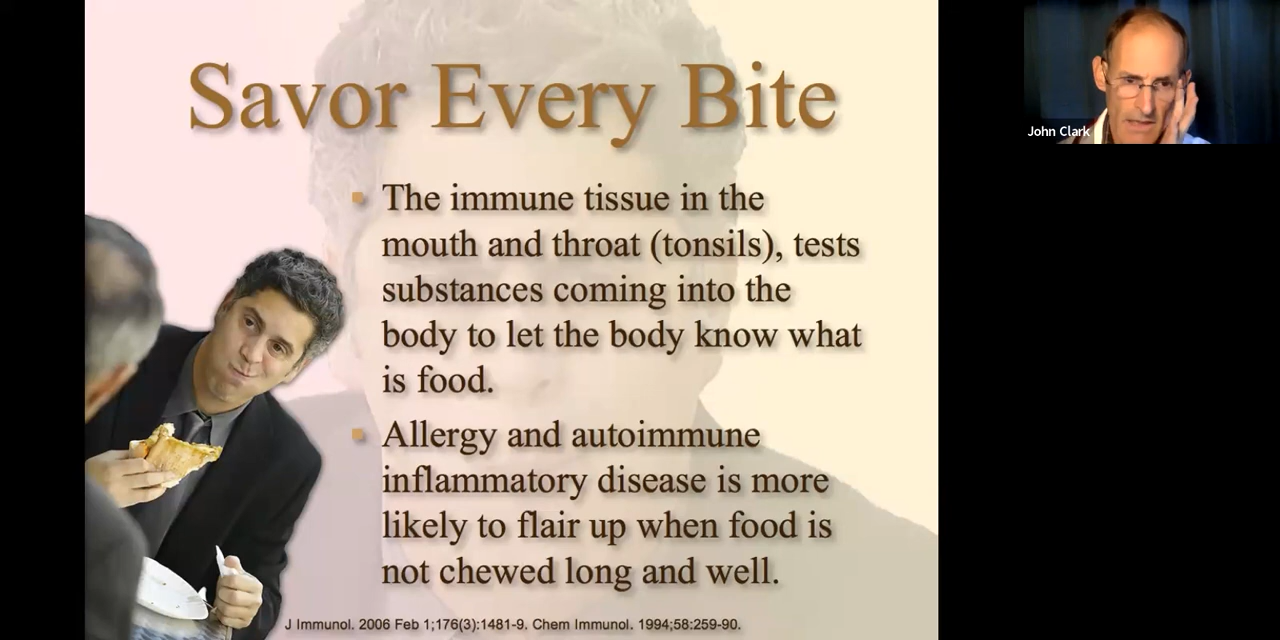 Savor Every Bite
The immune tissue in the
mouth and throat (tonsils), tests
substances coming into the
body to let the body know what
is food.
Allergy and autoimmune
inflammatory disease is more
likely to flair up when food is
not chewed long and well.
J Immunol. 2006 Feb 1;176(3):1481-9. Chem Immunol. 1994;58:259-90.
John Clark